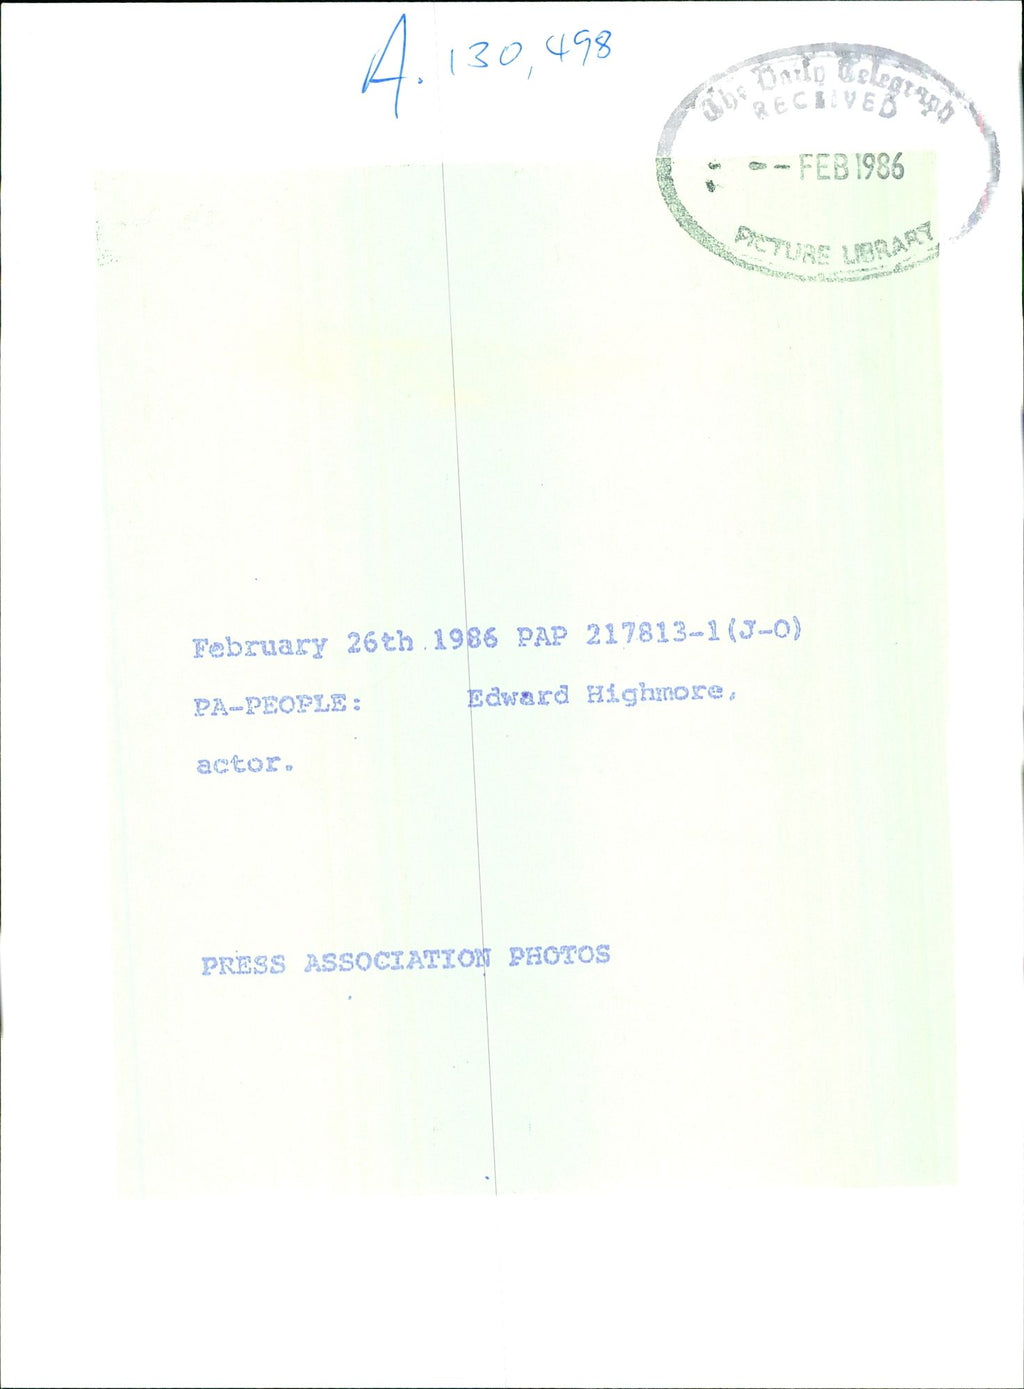 A. 130,498
The Daily Telegraph
RECEIVED
- FEB 1986
PICTURE LIBRARY
February 26th 1986 PAP 217813-1(J-O)
PA-PEOPLE: Edward Highmore,
actor.
PRESS ASSOCIATION PHOTOS